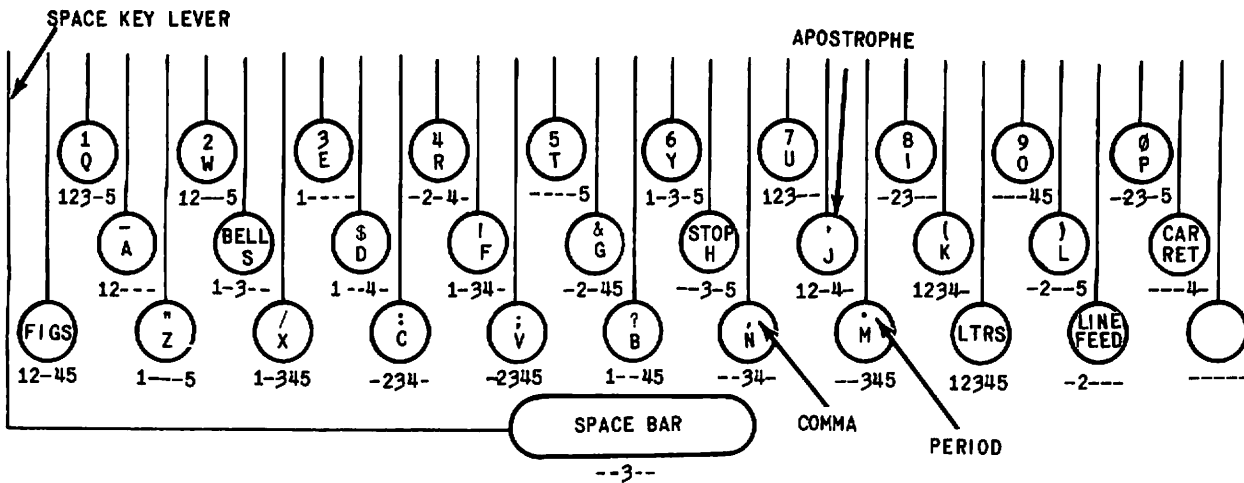 SPACE KEY LEVER
APOSTROPHE
1 2 3 4 5 6 7 8 9 Ø
Q W E R T Y U I O P
123-5 12--5 1---- -2-4- ----5 1-3-5 123-- -23-- ---45 -23-5
– BELL $ ! & STOP ' ( ) CAR
A S D F G H J K L RET
12--- 1-3-- 1--4- 1-34- -2-45 --3-5 12-4- 1234- -2--5 ---4-
FIGS " / : ; ? , . LTRS LINE
Z X C V B N M FEED
12-45 1---5 1-345 -234- -2345 1--45 --34- --345 12345 -2--- -----
SPACE BAR
COMMA
PERIOD
--3--